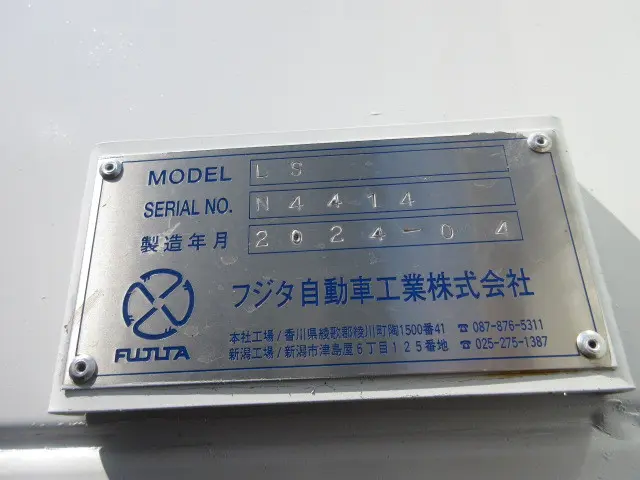 MODEL LS
SERIAL NO. N4414
製造年月 2024-04
フジタ自動車工業株式会社
FUJITA
本社工場/香川県綾歌郡綾川町陶1500番41 ☎ 087-876-5311
新潟工場/新潟市津島屋6丁目125番地 ☎ 025-275-1387